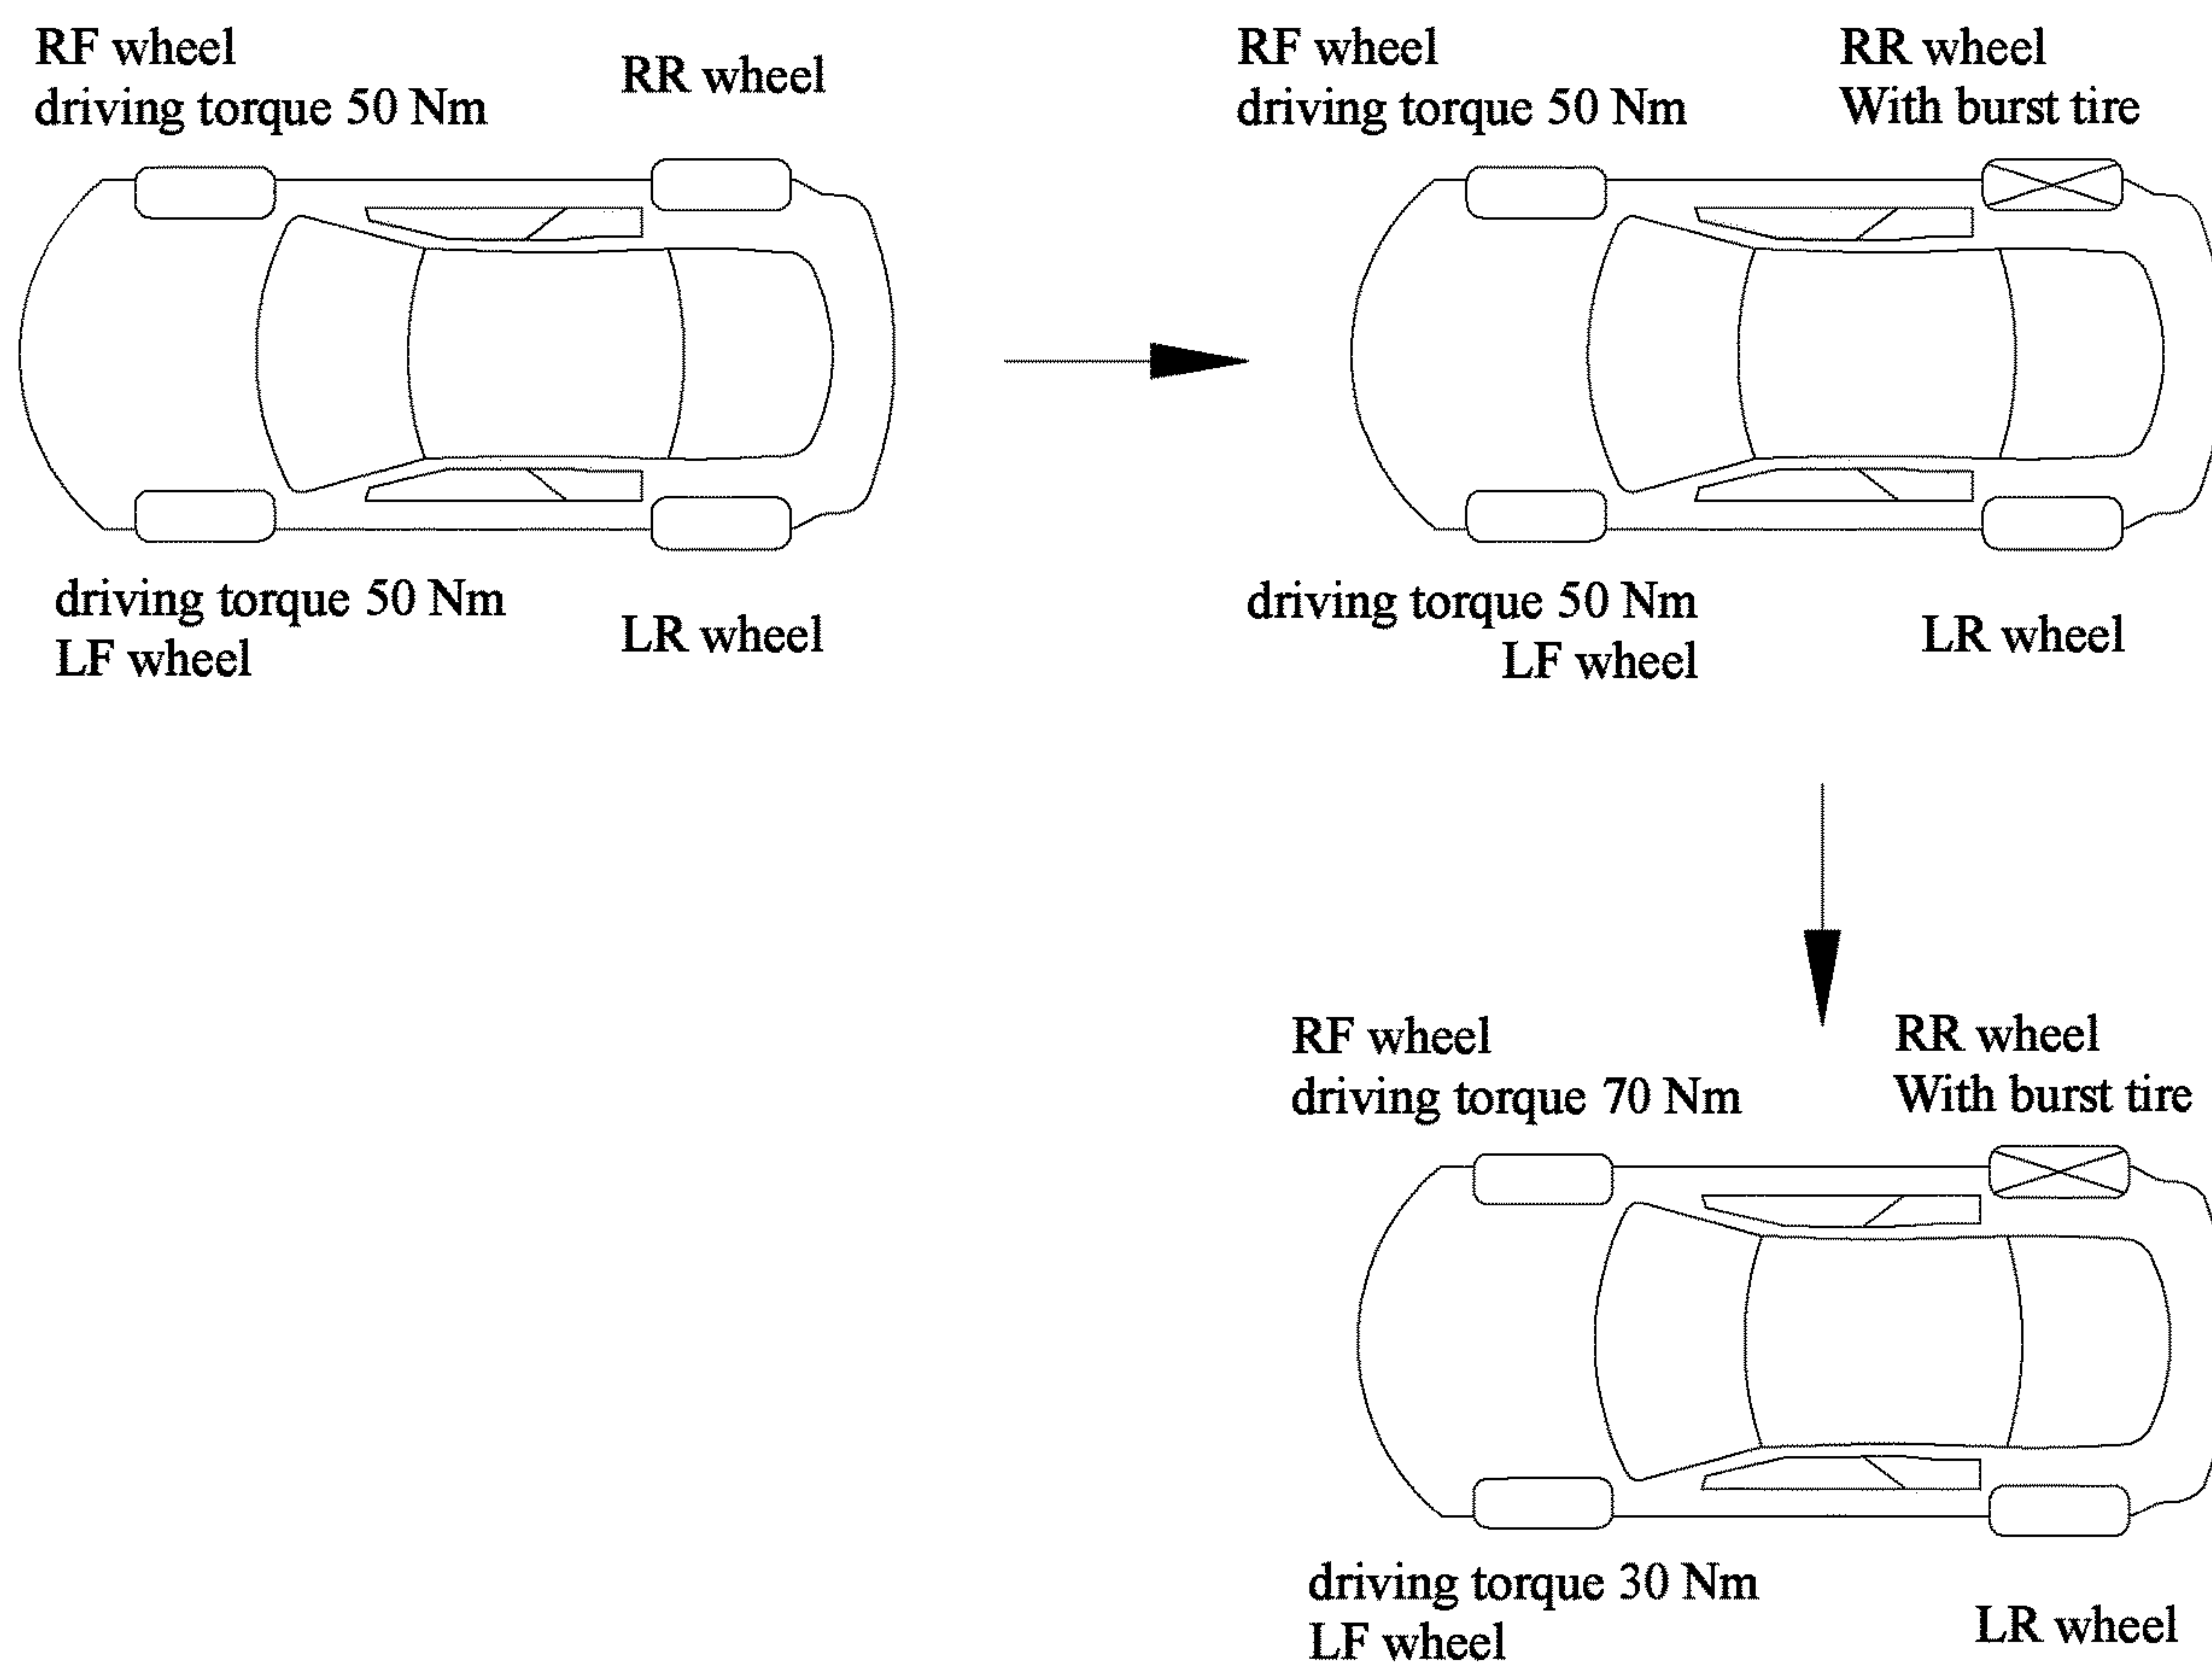 RF wheel
driving torque 50 Nm
RR wheel
driving torque 50 Nm
LF wheel
LR wheel
RF wheel
driving torque 50 Nm
RR wheel
With burst tire
driving torque 50 Nm
LF wheel
LR wheel
RF wheel
driving torque 70 Nm
RR wheel
With burst tire
driving torque 30 Nm
LF wheel
LR wheel